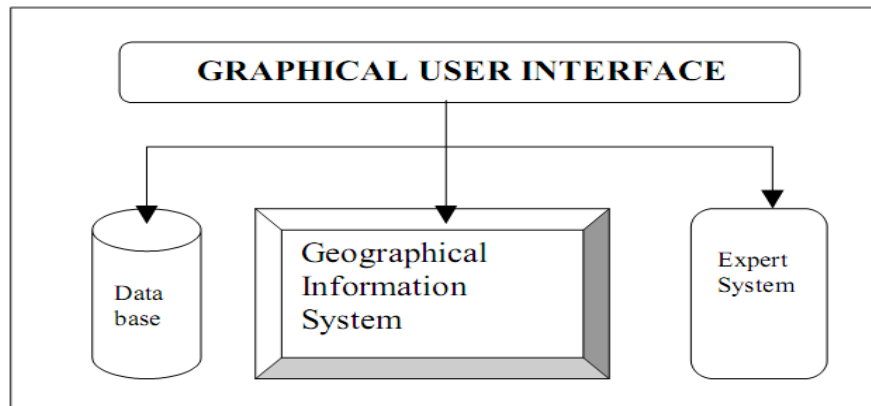 GRAPHICAL USER INTERFACE
Data
base
Geographical
Information
System
Expert
System